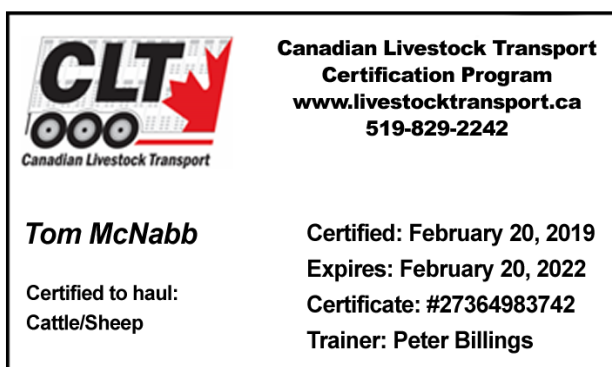 CLT
Canadian Livestock Transport
Canadian Livestock Transport
Certification Program
www.livestocktransport.ca
519-829-2242
Tom McNabb
Certified to haul:
Cattle/Sheep
Certified: February 20, 2019
Expires: February 20, 2022
Certificate: #27364983742
Trainer: Peter Billings